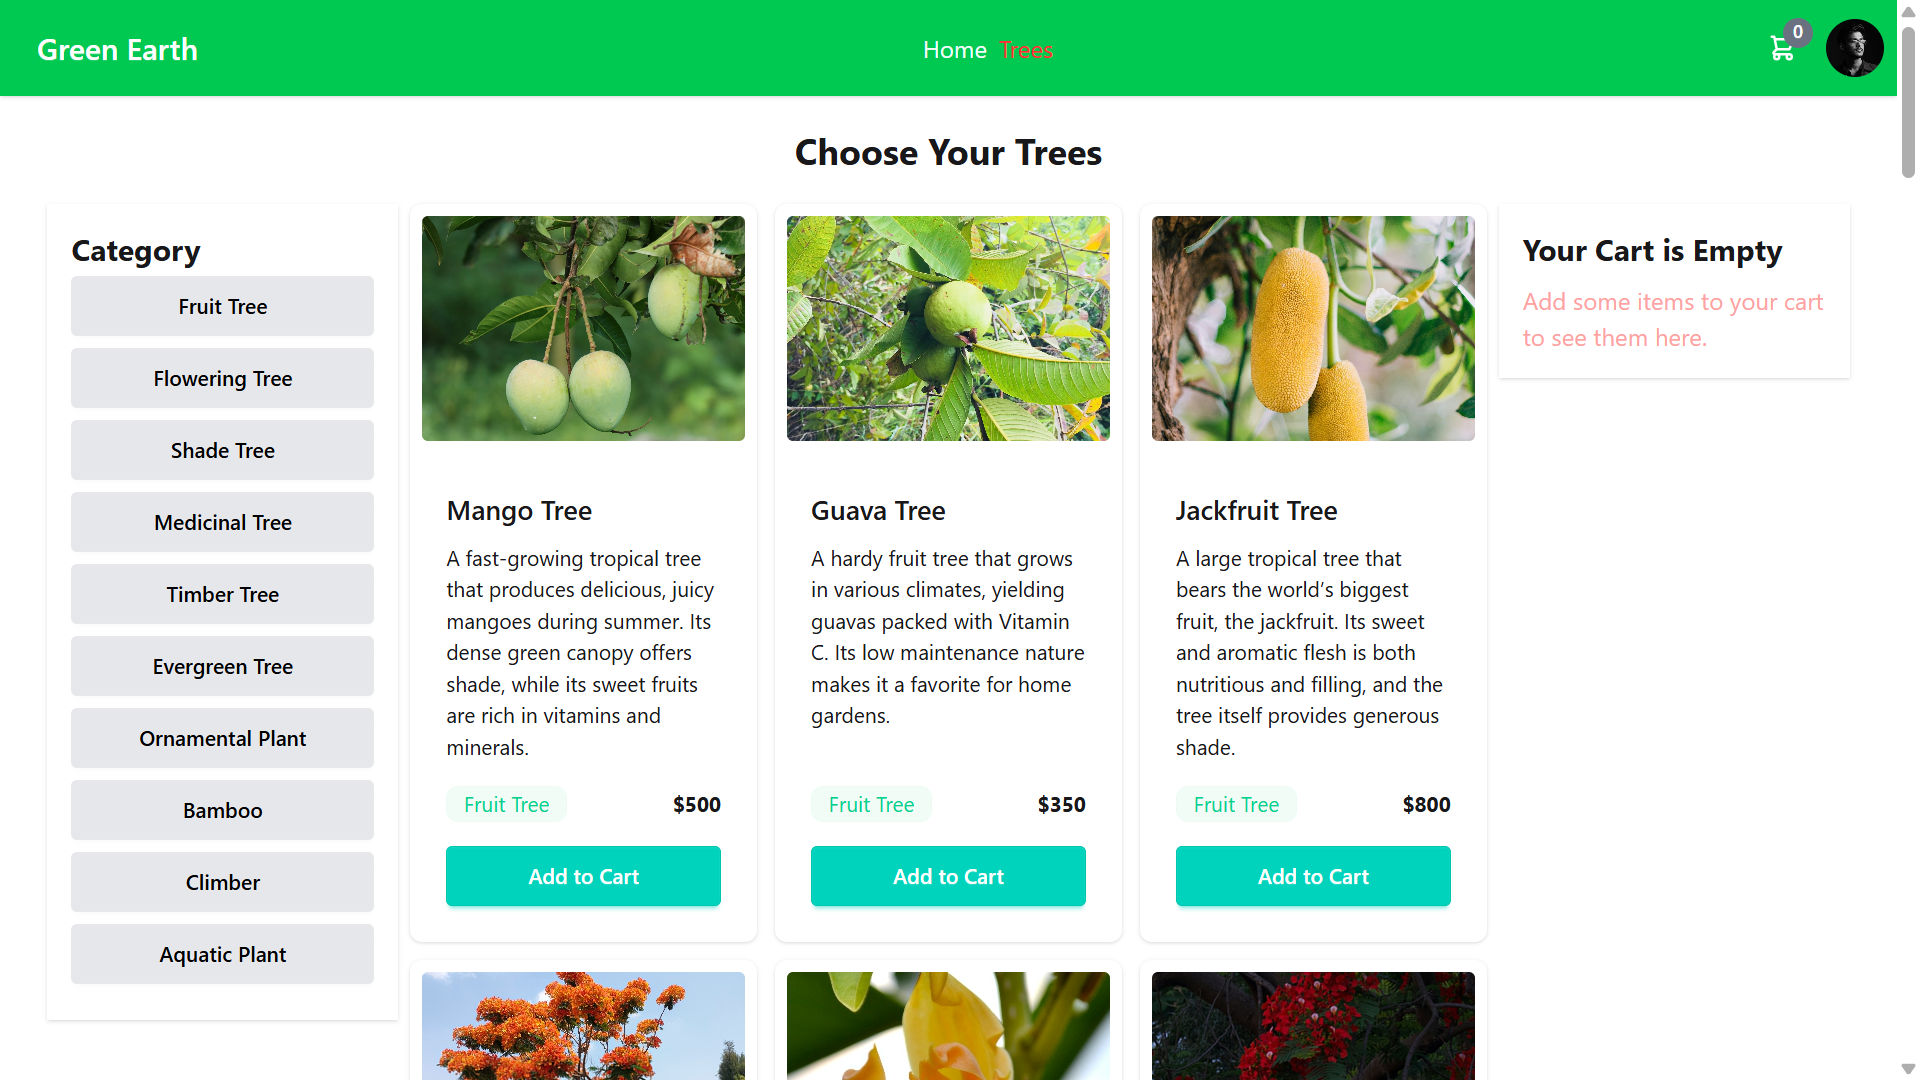 Green Earth
Home Trees
0
Choose Your Trees
Category
Fruit Tree
Flowering Tree
Shade Tree
Medicinal Tree
Timber Tree
Evergreen Tree
Ornamental Plant
Bamboo
Climber
Aquatic Plant
Mango Tree
A fast-growing tropical tree
that produces delicious, juicy
mangoes during summer. Its
dense green canopy offers
shade, while its sweet fruits
are rich in vitamins and
minerals.
Fruit Tree $500
Add to Cart
Guava Tree
A hardy fruit tree that grows
in various climates, yielding
guavas packed with Vitamin
C. Its low maintenance nature
makes it a favorite for home
gardens.
Fruit Tree $350
Add to Cart
Jackfruit Tree
A large tropical tree that
bears the world’s biggest
fruit, the jackfruit. Its sweet
and aromatic flesh is both
nutritious and filling, and the
tree itself provides generous
shade.
Fruit Tree $800
Add to Cart
Your Cart is Empty
Add some items to your cart
to see them here.